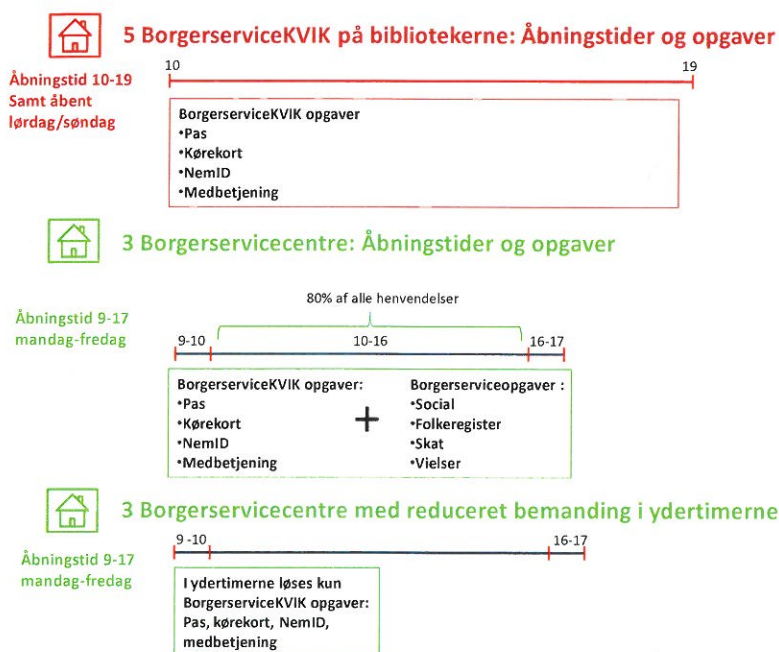 5 BorgerserviceKVIK på bibliotekerne: Åbningstider og opgaver
Åbningstid 10-19
Samt åbent
lørdag/søndag
10
19
BorgerserviceKVIK opgaver
•Pas
•Kørekort
•NemID
•Medbetjening
3 Borgerservicecentre: Åbningstider og opgaver
Åbningstid 9-17
mandag-fredag
80% af alle henvendelser
9-10
10-16
16-17
BorgerserviceKVIK opgaver:
•Pas
•Kørekort
•NemID
•Medbetjening
+
Borgerserviceopgaver :
•Social
•Folkeregister
•Skat
•Vielser
3 Borgerservicecentre med reduceret bemanding i ydertimerne
Åbningstid 9-17
mandag-fredag
9 -10
16-17
I ydertimerne løses kun
BorgerserviceKVIK opgaver:
Pas, kørekort, NemID,
medbetjening